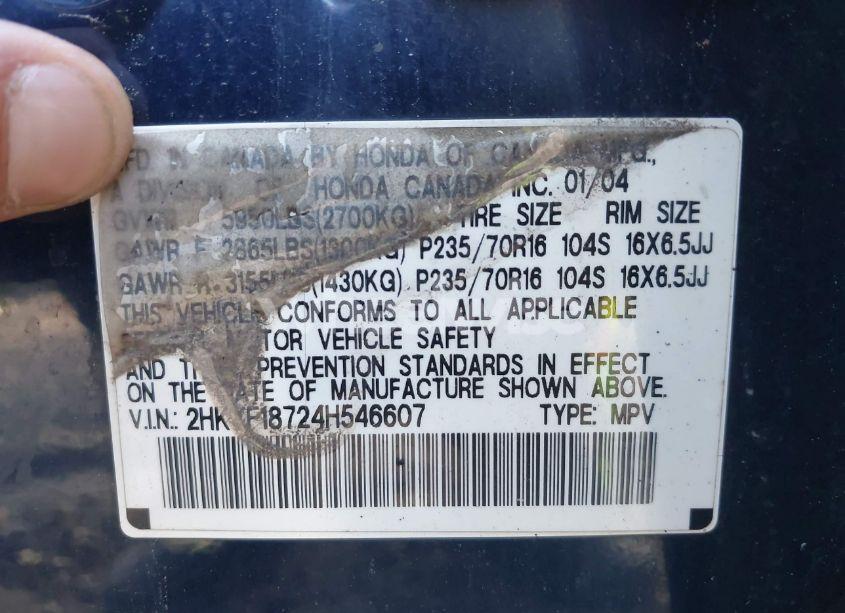 MFD IN CANADA BY HONDA OF CANADA MFG.,
A DIVISION OF HONDA CANADA INC. 01/04
GVWR 5950LBS(2700KG) TIRE SIZE RIM SIZE
GAWR F 2865LBS(1300KG) P235/70R16 104S 16X6.5JJ
GAWR R 3155 (1430KG) P235/70R16 104S 16X6.5JJ
THIS VEHICLE CONFORMS TO ALL APPLICABLE
VEHICLE SAFETY
AND PREVENTION STANDARDS IN EFFECT
ON THE DATE OF MANUFACTURE SHOWN ABOVE.
V.I.N.: 2HK F18724H546607 TYPE: MPV